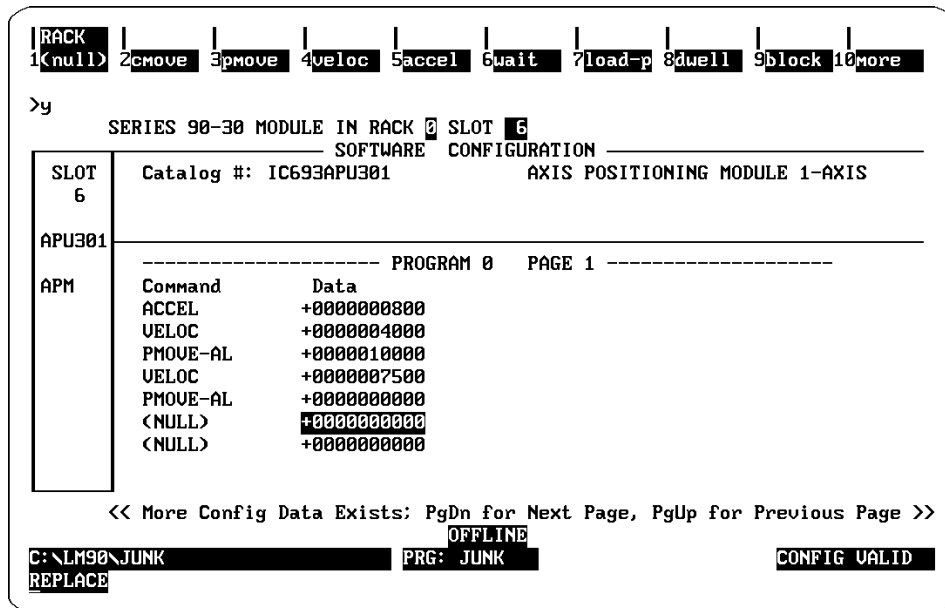 RACK
1(null) 2cmove 3pmove 4veloc 5accel 6wait 7load-p 8dwell 9block 10more
>y
SERIES 90-30 MODULE IN RACK 0 SLOT 6
SOFTWARE CONFIGURATION
SLOT Catalog #: IC693APU301 AXIS POSITIONING MODULE 1-AXIS
6
APU301
--------------------- PROGRAM 0 PAGE 1 --------------------
APM Command Data
ACCEL +0000000800
VELOC +0000004000
PMOVE-AL +0000010000
VELOC +0000007500
PMOVE-AL +0000000000
(NULL) +0000000000
(NULL) +0000000000
<< More Config Data Exists; PgDn for Next Page, PgUp for Previous Page >>
OFFLINE
C:\LM90\JUNK PRG: JUNK CONFIG VALID
REPLACE